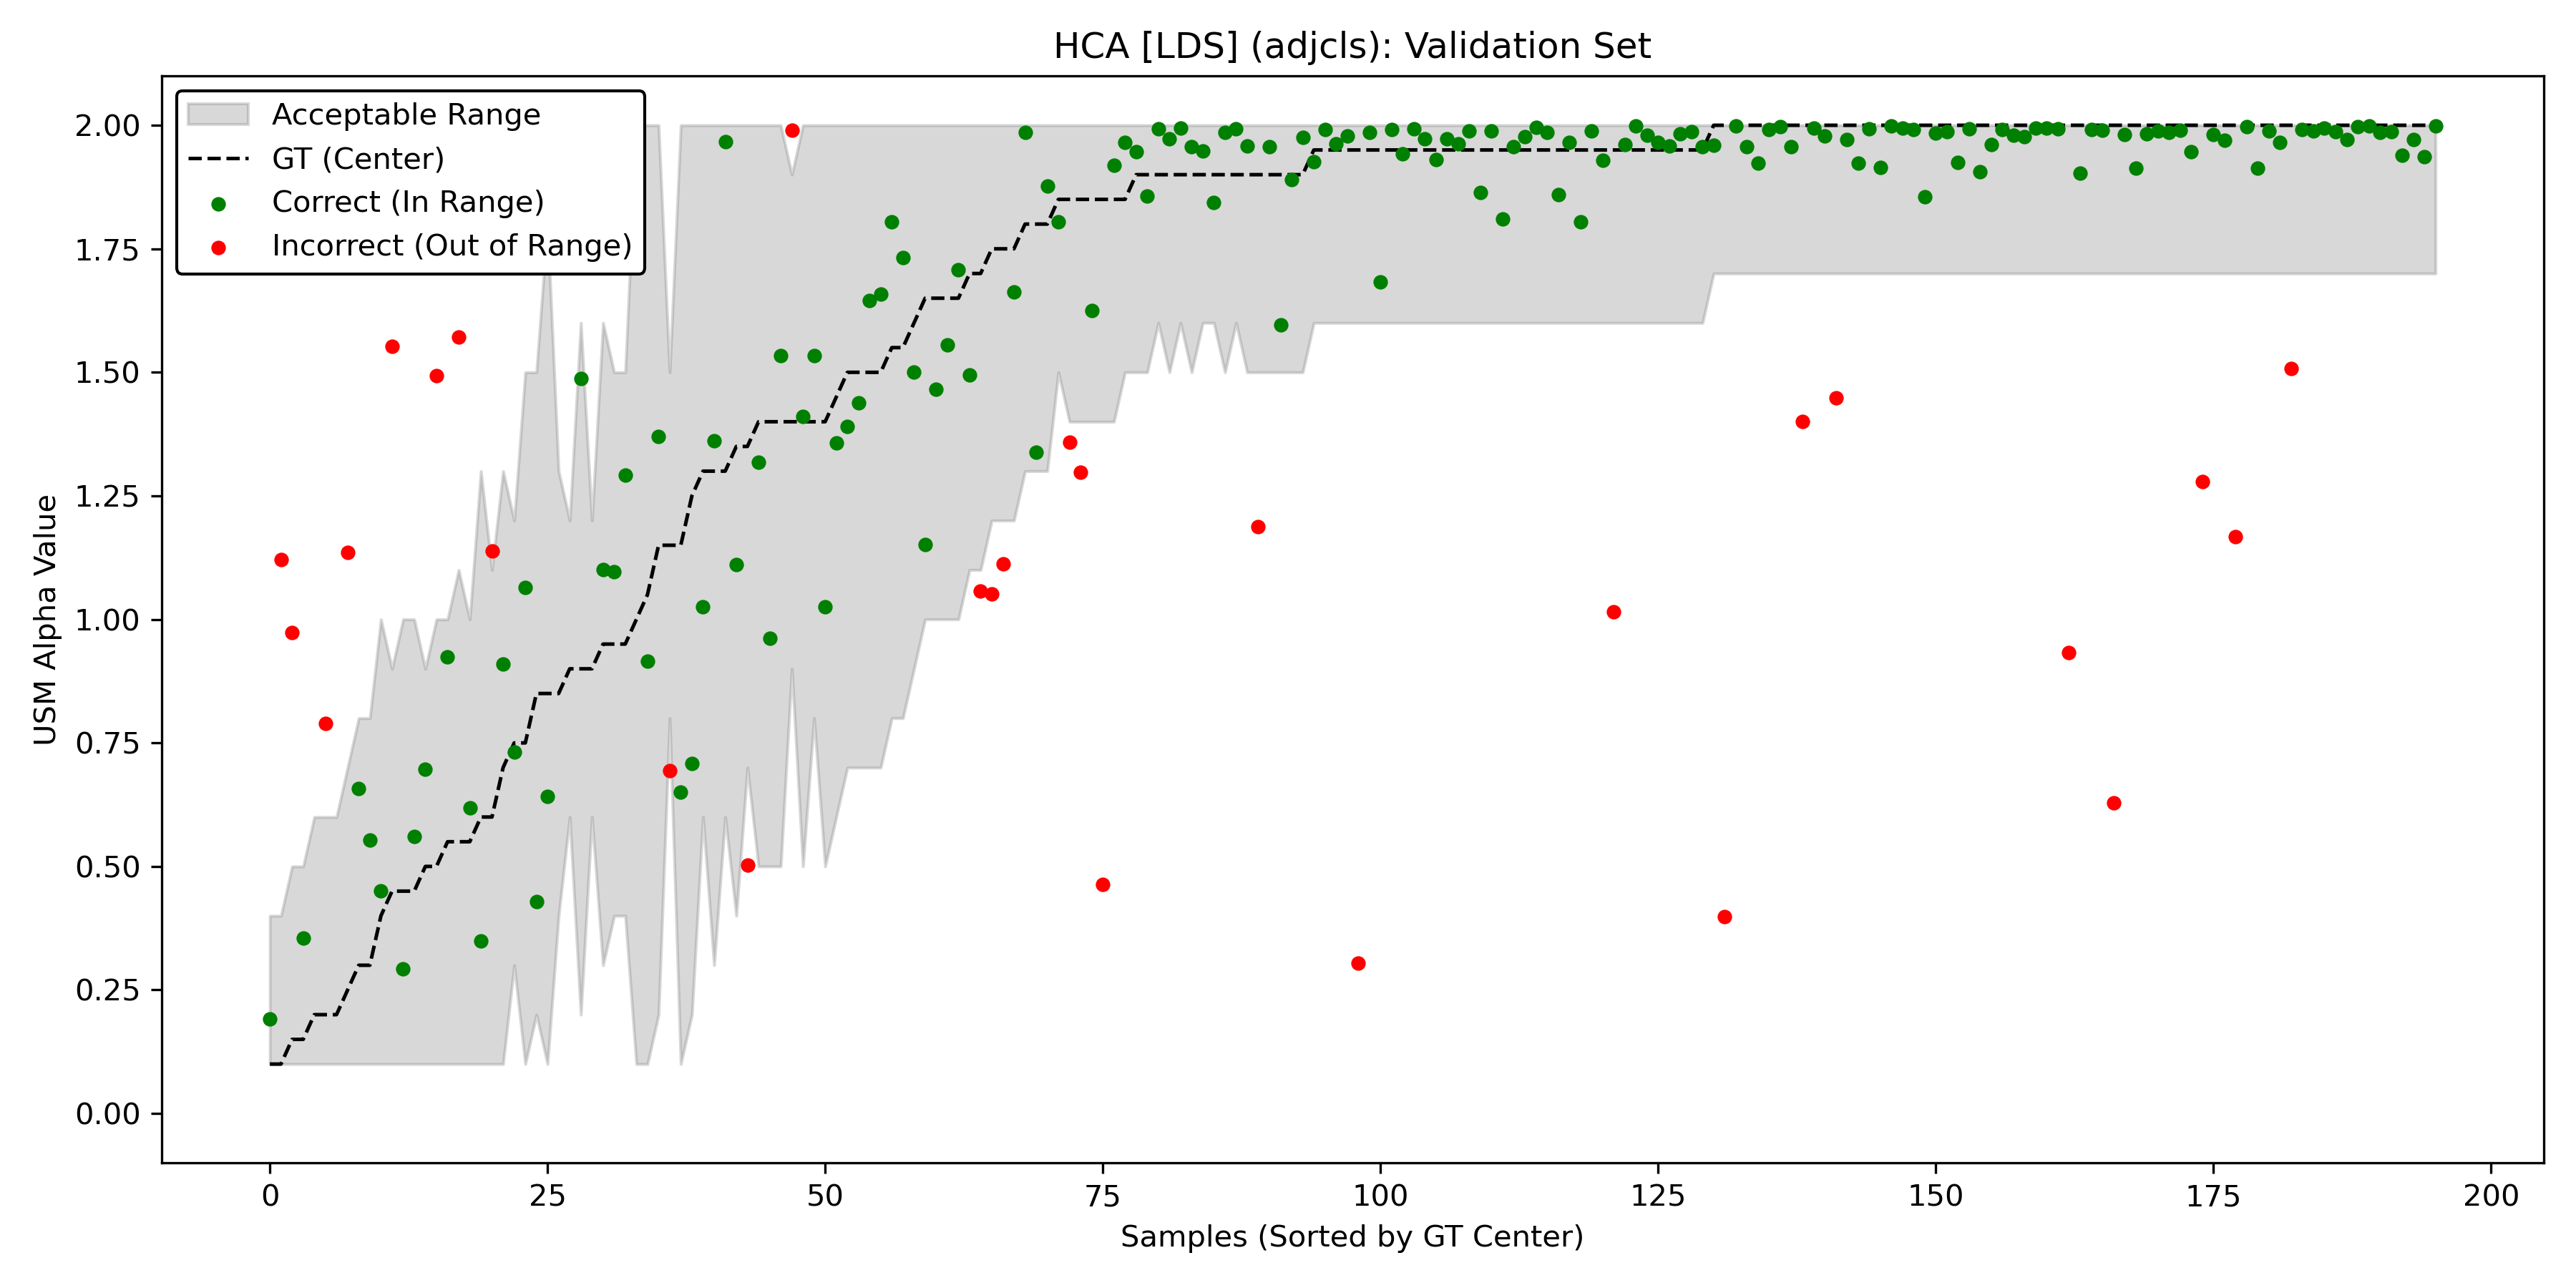 HCA [LDS] (adjcls): Validation Set
Acceptable Range
GT (Center)
Correct (In Range)
Incorrect (Out of Range)
USM Alpha Value
2.00
1.75
1.50
1.25
1.00
0.75
0.50
0.25
0.00
0 25 50 75 100 125 150 175 200
Samples (Sorted by GT Center)